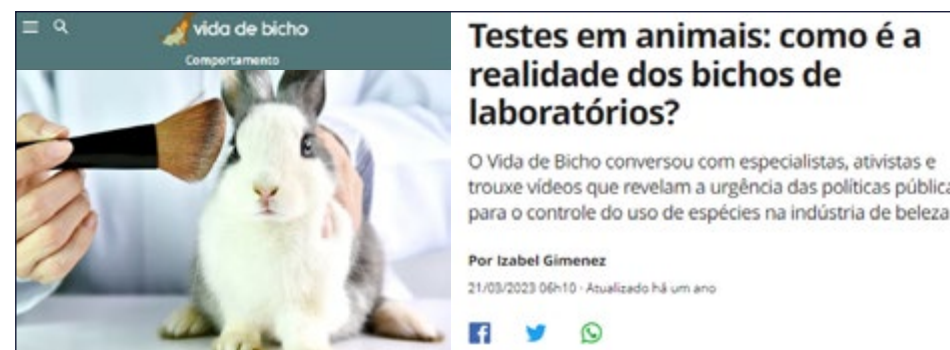 vida de bicho
Comportamento
Testes em animais: como é a
realidade dos bichos de
laboratórios?
O Vida de Bicho conversou com especialistas, ativistas e
trouxe vídeos que revelam a urgência das políticas pública
para o controle do uso de espécies na indústria de beleza
Por Izabel Gimenez
21/03/2023 06h10 · Atualizado há um ano